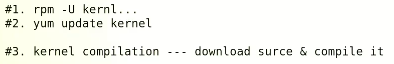 #1. rpm -U kernl...
#2. yum update kernel
#3. kernel compilation --- download surce & compile it